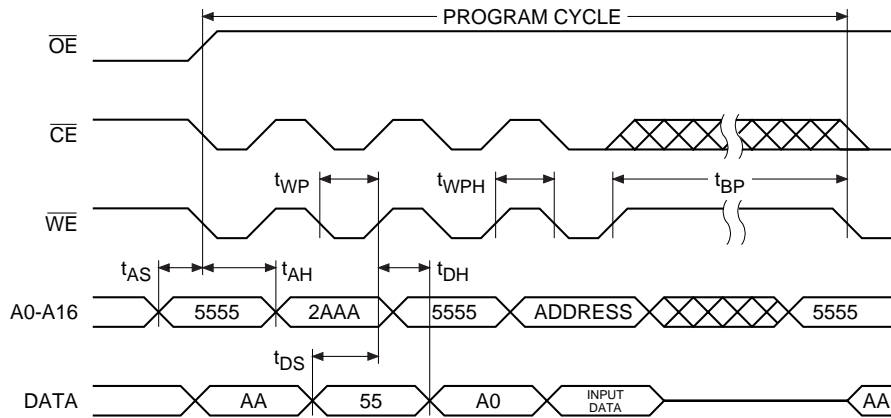 PROGRAM CYCLE
OE
CE
tWP tWPH tBP
WE
tAS tAH tDH
A0-A16 5555 2AAA 5555 ADDRESS 5555
tDS
DATA AA 55 A0 INPUT DATA AA